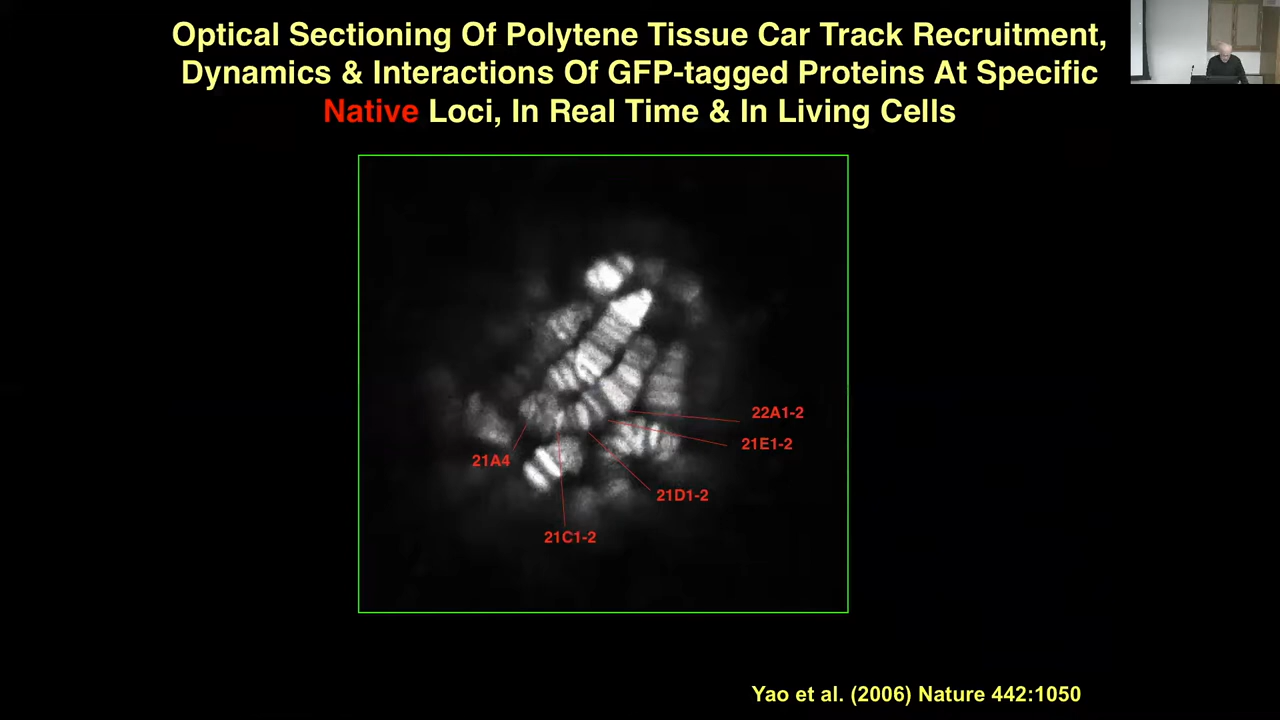 Optical Sectioning Of Polytene Tissue Car Track Recruitment,
Dynamics & Interactions Of GFP-tagged Proteins At Specific
Native Loci, In Real Time & In Living Cells
22A1-2
21E1-2
21A4
21D1-2
21C1-2
Yao et al. (2006) Nature 442:1050